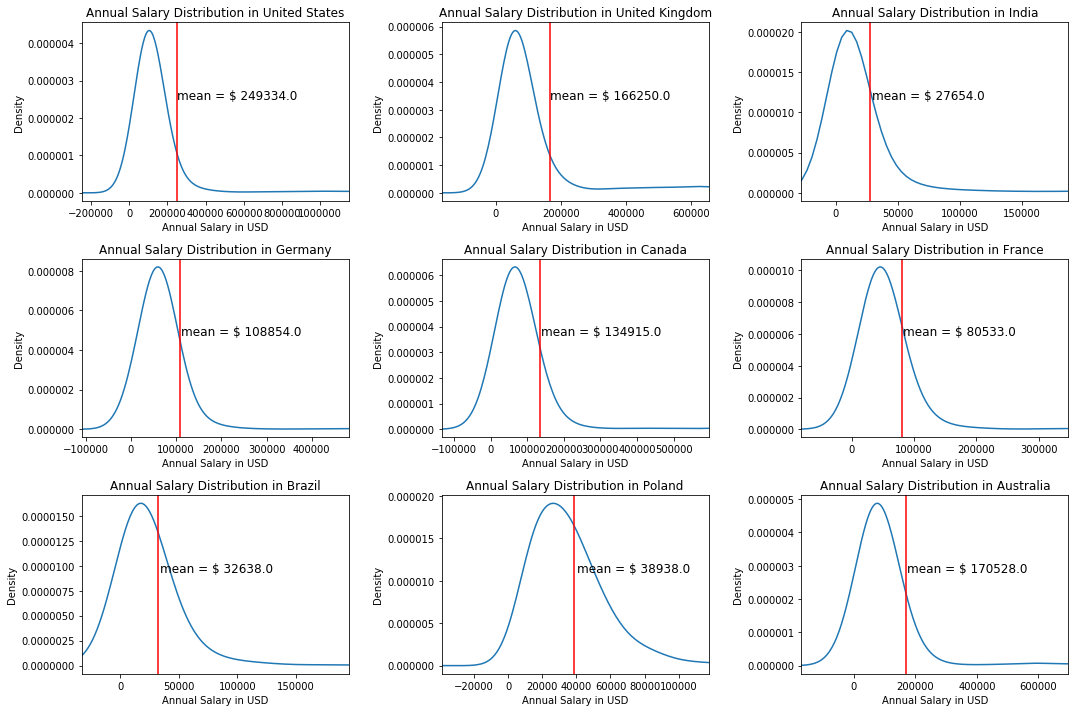 Annual Salary Distribution in United States
0.000004
0.000003
0.000002
0.000001
0.000000
Density
mean = $ 249334.0
−200000 0 200000 400000 600000 800000 1000000
Annual Salary in USD
Annual Salary Distribution in United Kingdom
0.000006
0.000005
0.000004
0.000003
0.000002
0.000001
0.000000
Density
mean = $ 166250.0
0 200000 400000 600000
Annual Salary in USD
Annual Salary Distribution in India
0.000020
0.000015
0.000010
0.000005
0.000000
Density
mean = $ 27654.0
0 50000 100000 150000
Annual Salary in USD
Annual Salary Distribution in Germany
0.000008
0.000006
0.000004
0.000002
0.000000
Density
mean = $ 108854.0
−100000 0 100000 200000 300000 400000
Annual Salary in USD
Annual Salary Distribution in Canada
0.000006
0.000005
0.000004
0.000003
0.000002
0.000001
0.000000
Density
mean = $ 134915.0
−100000 0 100000 200000 300000 400000 500000
Annual Salary in USD
Annual Salary Distribution in France
0.000010
0.000008
0.000006
0.000004
0.000002
0.000000
Density
mean = $ 80533.0
0 100000 200000 300000
Annual Salary in USD
Annual Salary Distribution in Brazil
0.0000150
0.0000125
0.0000100
0.0000075
0.0000050
0.0000025
0.0000000
Density
mean = $ 32638.0
0 50000 100000 150000
Annual Salary in USD
Annual Salary Distribution in Poland
0.000020
0.000015
0.000010
0.000005
0.000000
Density
mean = $ 38938.0
−20000 0 20000 40000 60000 80000 100000
Annual Salary in USD
Annual Salary Distribution in Australia
0.000005
0.000004
0.000003
0.000002
0.000001
0.000000
Density
mean = $ 170528.0
0 200000 400000 600000
Annual Salary in USD